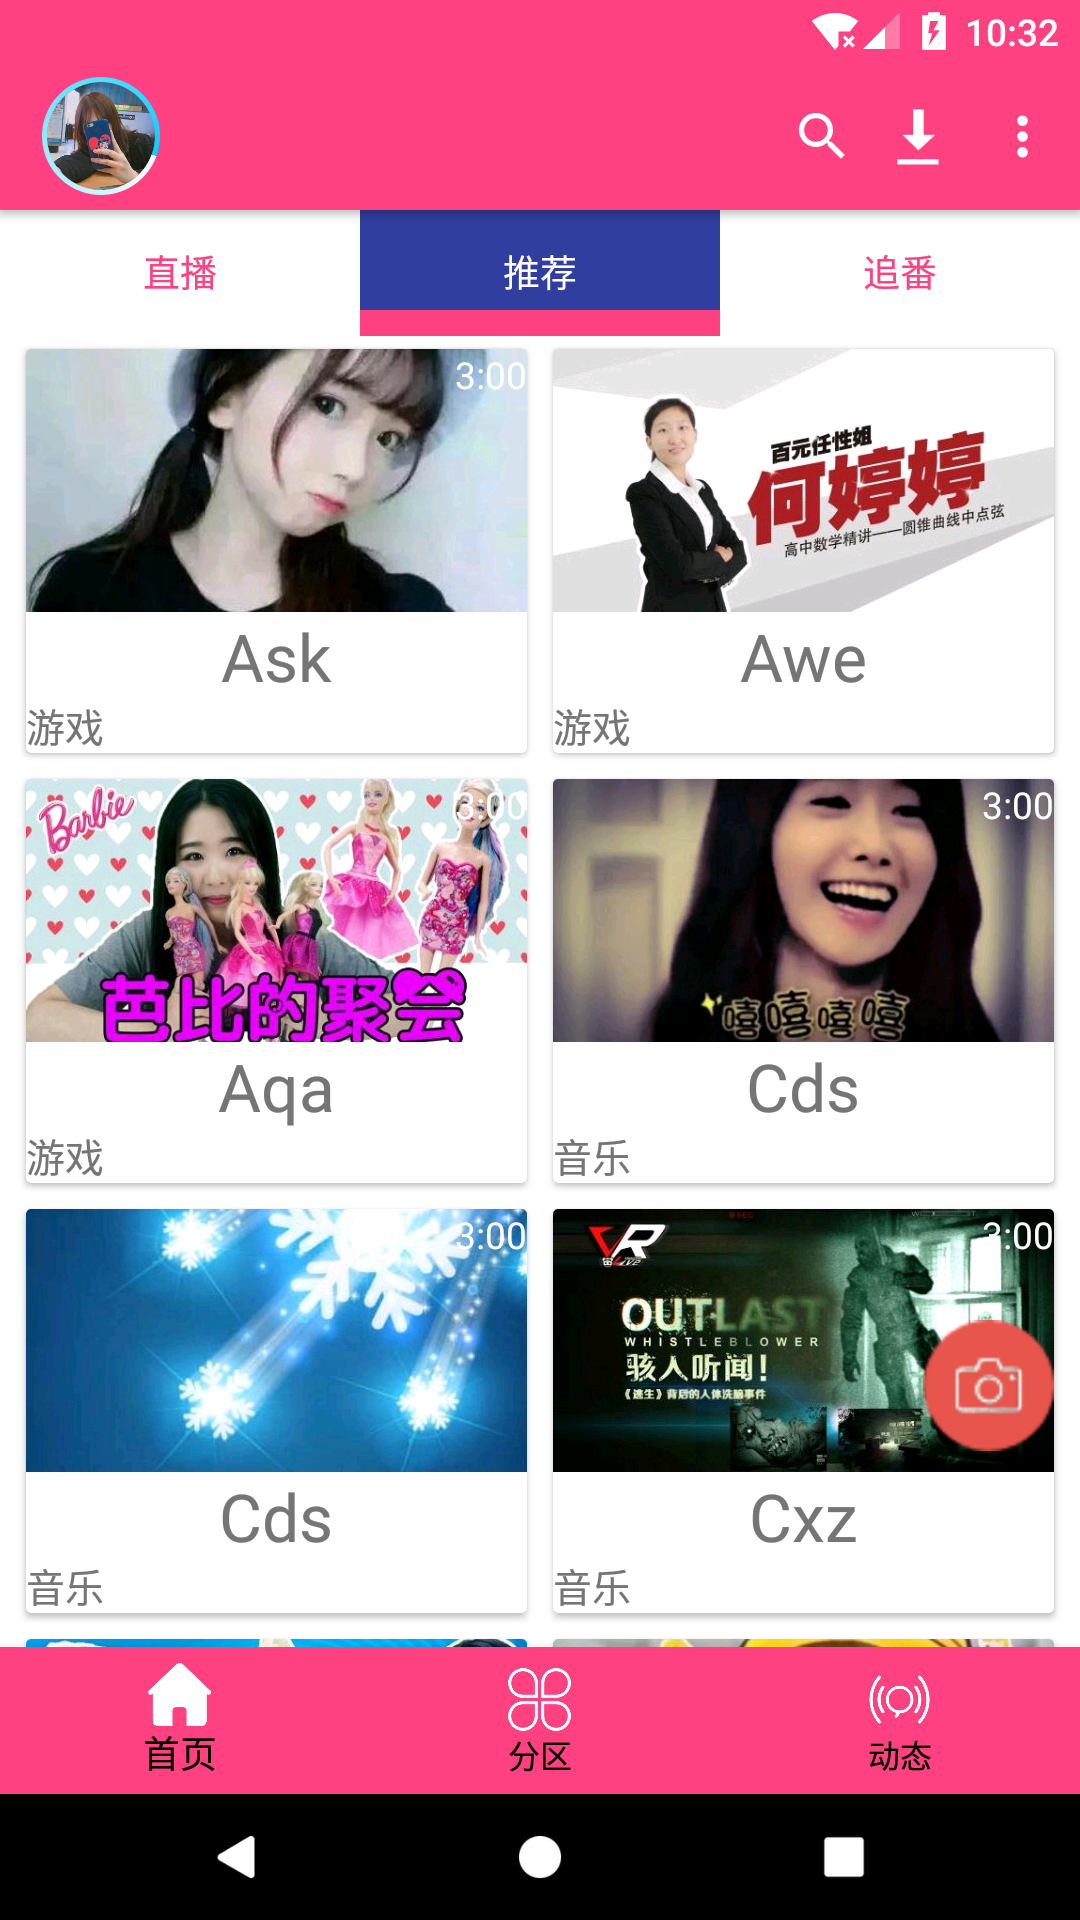 10:32
直播
推荐
追番
3:00
百元任性姐
何婷婷
高中数学精讲——圆锥曲线中点弦
Ask
Awe
游戏
游戏
Barbie
3:00
芭比的聚会
3:00
嘻嘻嘻嘻
Aqa
Cds
游戏
音乐
3:00
VR
3:00
OUTLAST
WHISTLEBLOWER
骇人听闻！
《逃生》背后的人体洗脑事件
Cds
Cxz
音乐
音乐
首页
分区
动态